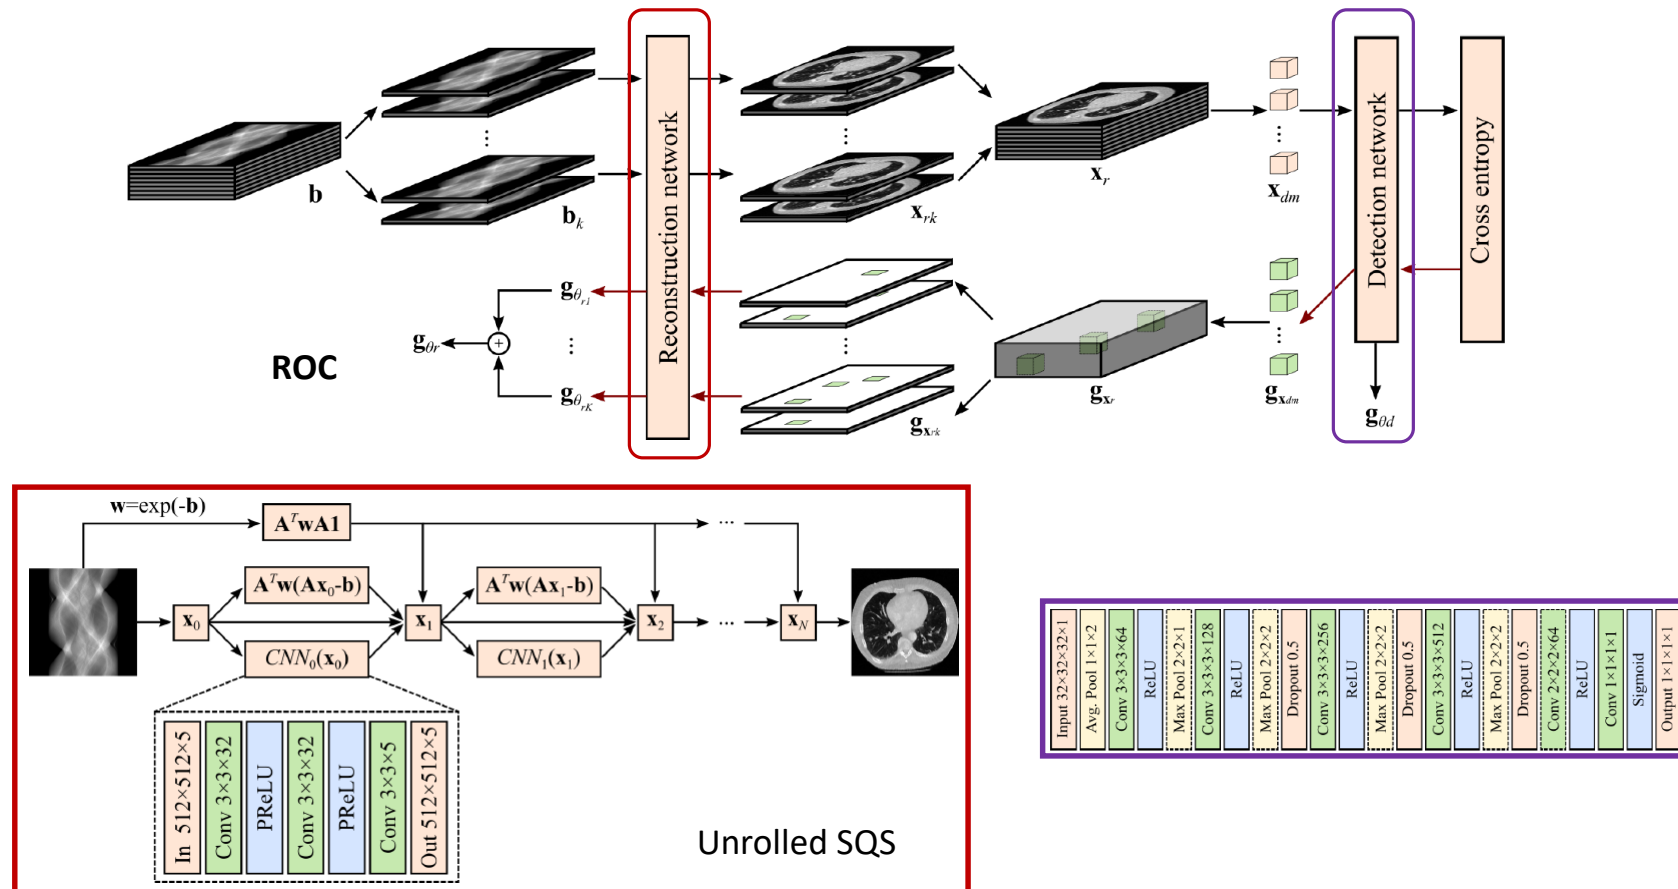 b
b_k
⋮
Reconstruction network
⋮
x_rk
x_r
⋮
x_dm
Detection network
Cross entropy
g_θr1
⋮
g_θrK
+
g_θr
ROC
⋮
g_xrk
g_xr
⋮
g_xdm
g_θd
w=exp(-b)
A^T wA1
...
A^T w(Ax_0-b)
A^T w(Ax_1-b)
x_0
x_1
x_2
...
x_N
CNN_0(x_0)
CNN_1(x_1)
In 512×512×5
Conv 3×3×32
PReLU
Conv 3×3×32
PReLU
Conv 3×3×5
Out 512×512×5
Unrolled SQS
Input 32×32×32×1
Avg. Pool 1×1×2
Conv 3×3×3×64
ReLU
Max Pool 2×2×1
Conv 3×3×3×128
ReLU
Max Pool 2×2×2
Dropout 0.5
Conv 3×3×3×256
ReLU
Max Pool 2×2×2
Dropout 0.5
Conv 3×3×3×512
ReLU
Max Pool 2×2×2
Dropout 0.5
Conv 2×2×2×64
ReLU
Conv 1×1×1×1
Sigmoid
Output 1×1×1×1